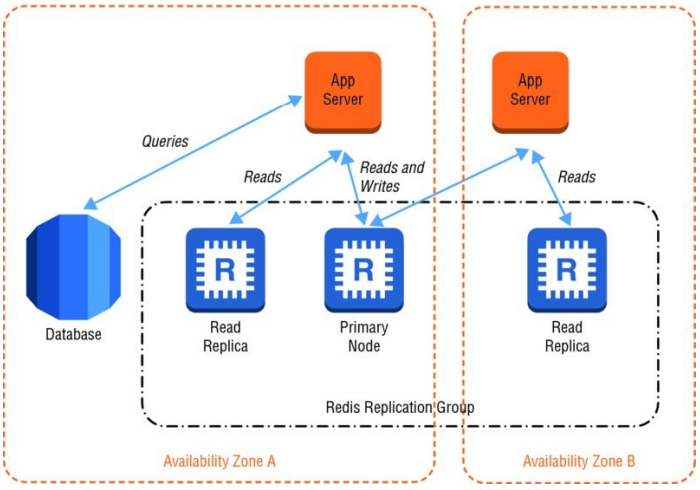 App
Server
App
Server
Queries
Reads
Reads and
Writes
Reads
R
R
R
Database
Read
Replica
Primary
Node
Read
Replica
Redis Replication Group
Availability Zone A
Availability Zone B